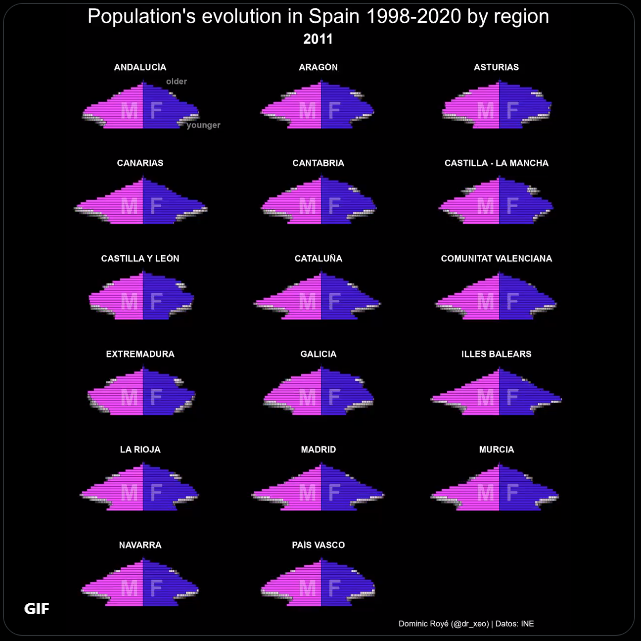 Population's evolution in Spain 1998-2020 by region
2011
ANDALUCÍA
ARAGÓN
ASTURIAS
older
M F
M F
M F
younger
CANARIAS
CANTABRIA
CASTILLA - LA MANCHA
M F
M F
M F
CASTILLA Y LEÓN
CATALUÑA
COMUNITAT VALENCIANA
M F
M F
M F
EXTREMADURA
GALICIA
ILLES BALEARS
M F
M F
M F
LA RIOJA
MADRID
MURCIA
M F
M F
M F
NAVARRA
PAÍS VASCO
M F
M F
GIF
Dominic Royé (@dr_xeo) | Datos: INE